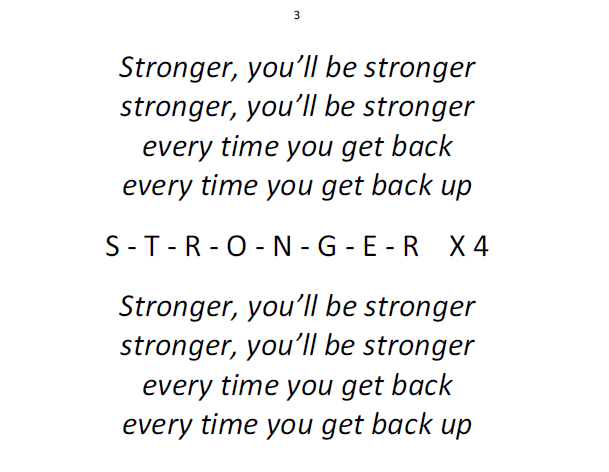 3
Stronger, you’ll be stronger
stronger, you’ll be stronger
every time you get back
every time you get back up
S - T - R - O - N - G - E - R X 4
Stronger, you’ll be stronger
stronger, you’ll be stronger
every time you get back
every time you get back up